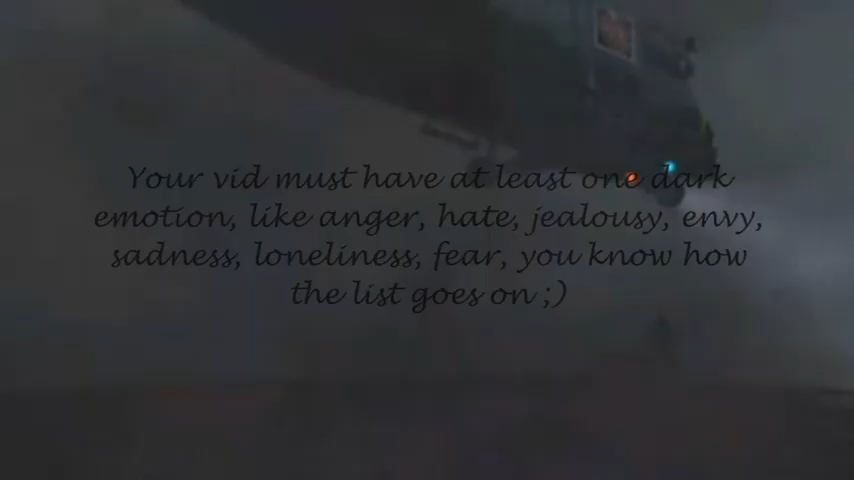 Your vid must have at least one dark
emotion, like anger, hate, jealousy, envy,
sadness, loneliness, fear, you know how
the list goes on ;)